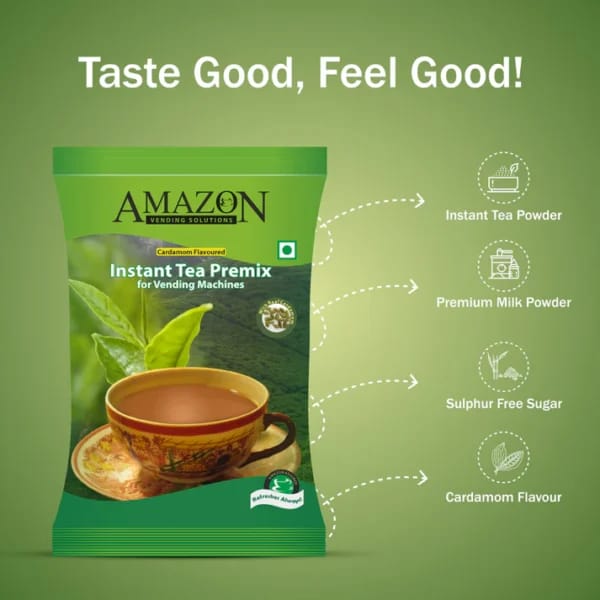 Taste Good, Feel Good!
AMAZON
VENDING SOLUTIONS
Cardamom Flavoured
Instant Tea Premix
for Vending Machines
Refreshes Always!
Instant Tea Powder
Premium Milk Powder
Sulphur Free Sugar
Cardamom Flavour